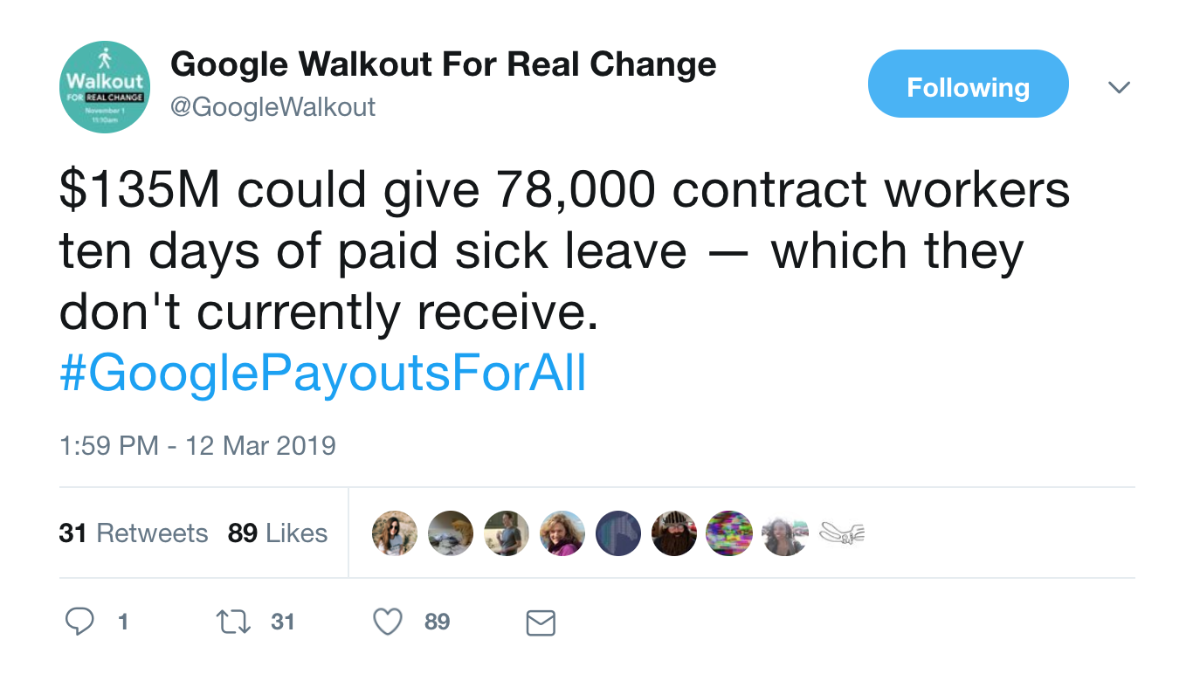 Walkout
FOR REAL CHANGE
November 1
11:10am
Google Walkout For Real Change
@GoogleWalkout
Following
$135M could give 78,000 contract workers
ten days of paid sick leave — which they
don't currently receive.
#GooglePayoutsForAll
1:59 PM - 12 Mar 2019
31 Retweets 89 Likes
1 31 89